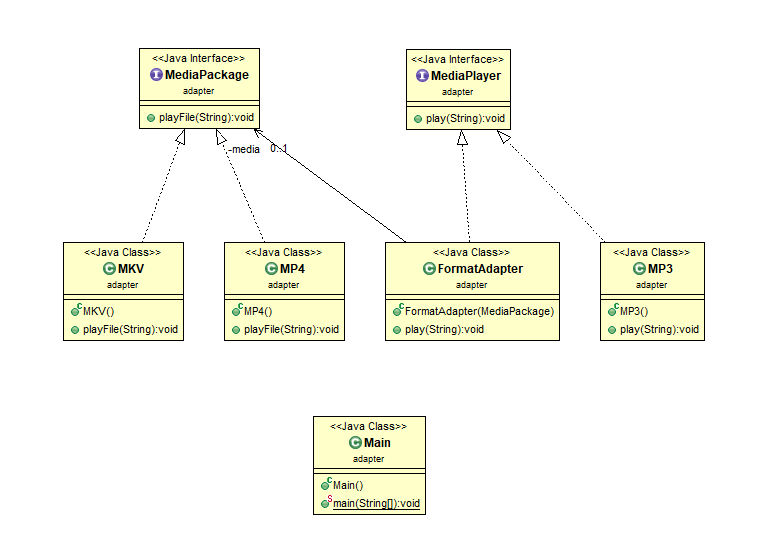 <<Java Interface>>
MediaPackage
adapter
playFile(String):void
<<Java Interface>>
MediaPlayer
adapter
play(String):void
-media 0..1
<<Java Class>>
MKV
adapter
MKV()
playFile(String):void
<<Java Class>>
MP4
adapter
MP4()
playFile(String):void
<<Java Class>>
FormatAdapter
adapter
FormatAdapter(MediaPackage)
play(String):void
<<Java Class>>
MP3
adapter
MP3()
play(String):void
<<Java Class>>
Main
adapter
Main()
main(String[]):void